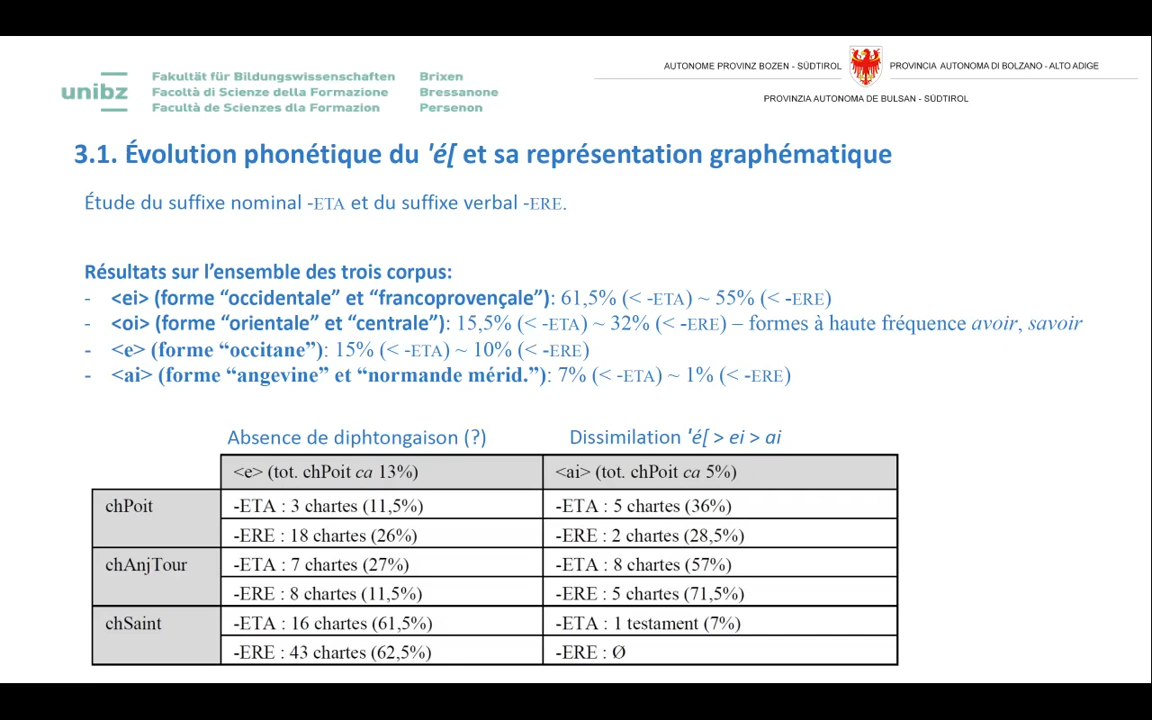 unibz
Fakultät für Bildungswissenschaften
Facoltà di Scienze della Formazione
Facultà de Scienzes dla Formazion
Brixen
Bressanone
Persenon
AUTONOME PROVINZ BOZEN - SÜDTIROL
PROVINCIA AUTONOMA DI BOLZANO - ALTO ADIGE
PROVINZIA AUTONOMA DE BULSAN - SÜDTIROL
3.1. Évolution phonétique du 'é[ et sa représentation graphématique
Étude du suffixe nominal -ETA et du suffixe verbal -ERE.
Résultats sur l'ensemble des trois corpus:
- <ei> (forme "occidentale" et "francoprovençale"): 61,5% (< -ETA) ~ 55% (< -ERE)
- <oi> (forme "orientale" et "centrale"): 15,5% (< -ETA) ~ 32% (< -ERE) – formes à haute fréquence avoir, savoir
- <e> (forme "occitane"): 15% (< -ETA) ~ 10% (< -ERE)
- <ai> (forme "angevine" et "normande mérid."): 7% (< -ETA) ~ 1% (< -ERE)
Absence de diphtongaison (?)
Dissimilation 'é[ > ei > ai
<e> (tot. chPoit ca 13%)
<ai> (tot. chPoit ca 5%)
chPoit
-ETA : 3 chartes (11,5%)
-ETA : 5 chartes (36%)
-ERE : 18 chartes (26%)
-ERE : 2 chartes (28,5%)
chAnjTour
-ETA : 7 chartes (27%)
-ETA : 8 chartes (57%)
-ERE : 8 chartes (11,5%)
-ERE : 5 chartes (71,5%)
chSaint
-ETA : 16 chartes (61,5%)
-ETA : 1 testament (7%)
-ERE : 43 chartes (62,5%)
-ERE : Ø